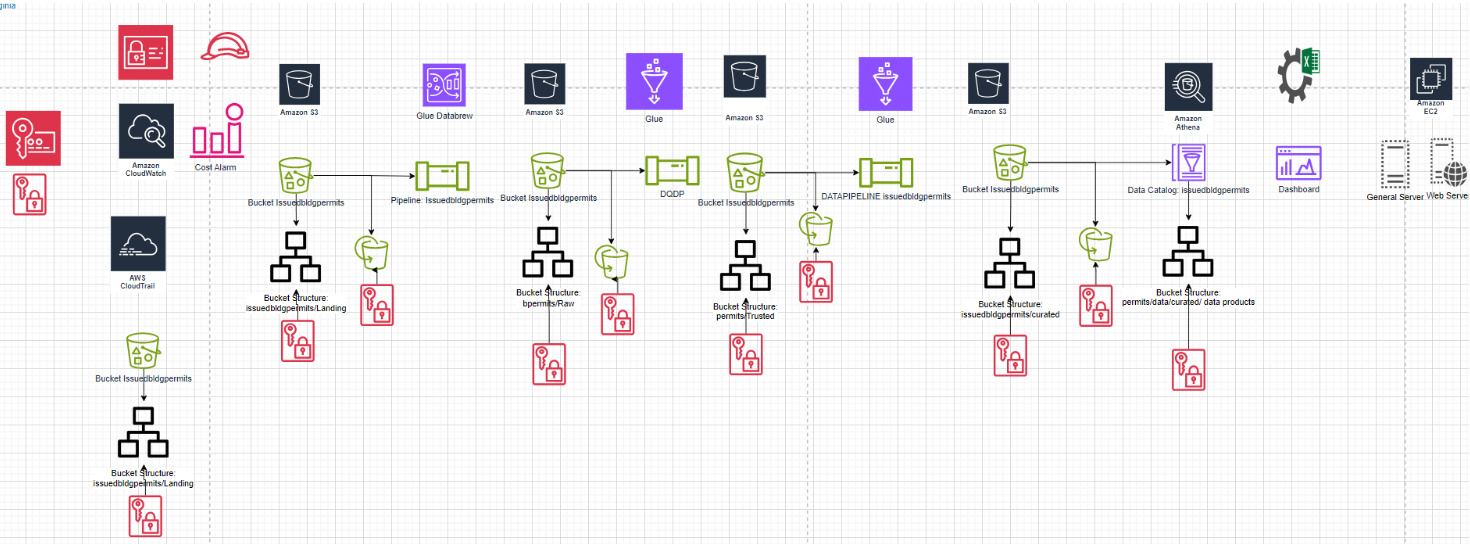 ginia
Amazon S3
Glue Databrew
Amazon S3
Glue
Amazon S3
Glue
Amazon S3
Amazon
Athena
Amazon
EC2
Amazon
CloudWatch
Cost Alarm
Bucket Issuedbldgpermits
Pipeline: Issuedbldgpermits
Bucket Issuedbldgpermits
DQDP
Bucket Issuedbldgpermits
DATAPIPELINE issuedbldgpermits
Bucket Issuedbldgpermits
Data Catalog: issuedbldgpermits
Dashboard
General Server
Web Serve
AWS
CloudTrail
Bucket Structure:
issuedbldgpermits/Landing
Bucket Structure:
bpermits/Raw
Bucket Structure:
permits/Trusted
Bucket Structure:
issuedbldgpermits/curated
Bucket Structure:
permits/data/curated/ data products
Bucket Issuedbldgpermits
Bucket Structure:
issuedbldgpermits/Landing